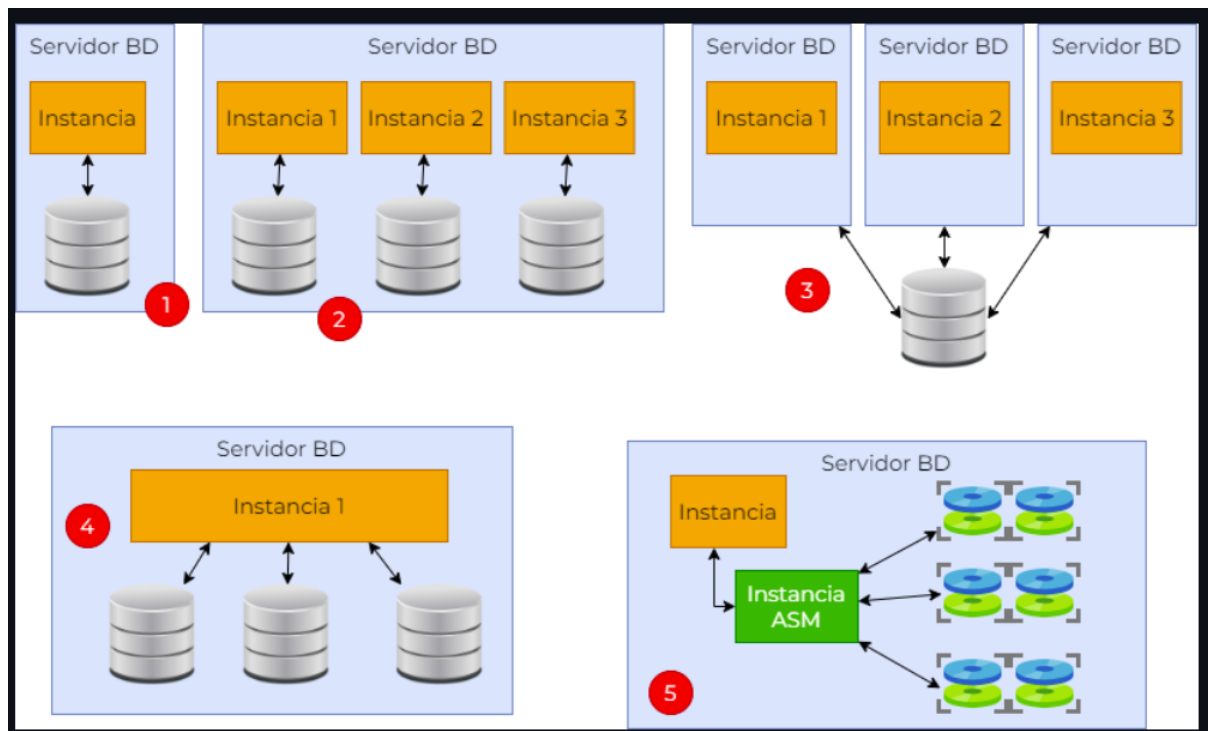 Servidor BD
Instancia
1
Servidor BD
Instancia 1
Instancia 2
Instancia 3
2
Servidor BD
Instancia 1
Servidor BD
Instancia 2
Servidor BD
Instancia 3
3
Servidor BD
Instancia 1
4
Servidor BD
Instancia
Instancia
ASM
5